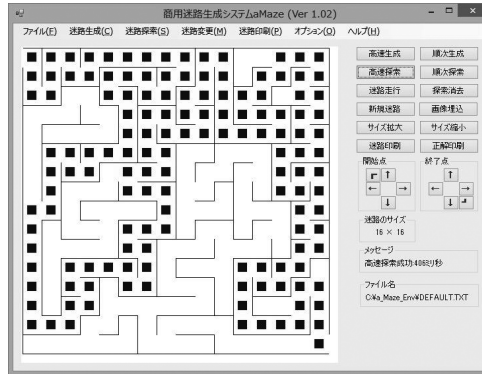 商用迷路生成システムaMaze (Ver 1.02)
ファイル(F) 迷路生成(C) 迷路探索(S) 迷路変更(M) 迷路印刷(P) オプション(O) ヘルプ(H)
高速生成 順次生成
高速探索 順次探索
迷路走行 探索消去
新規迷路 画像埋込
サイズ拡大 サイズ縮小
迷路印刷 正解印刷
開始点 終了点
迷路のサイズ
16 × 16
メッセージ
高速探索成功:406ミリ秒
ファイル名
C:¥a_Maze_Env¥DEFAULT.TXT